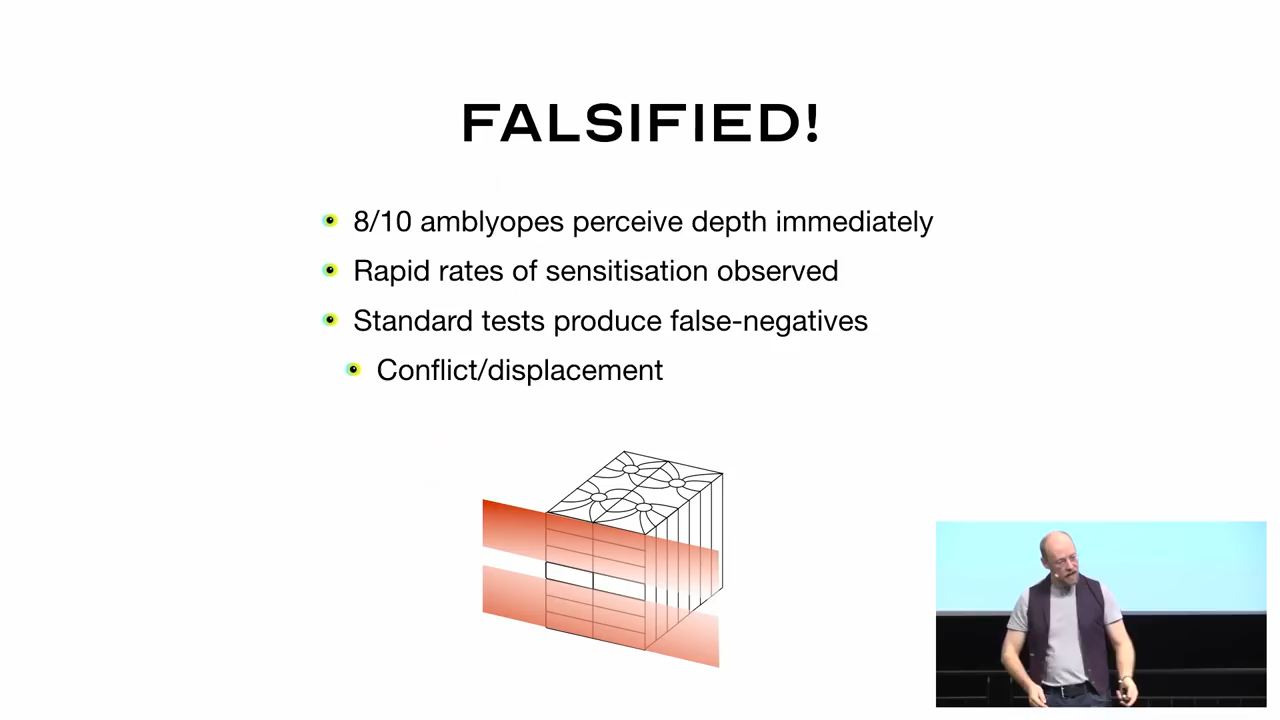 FALSIFIED!
8/10 amblyopes perceive depth immediately
Rapid rates of sensitisation observed
Standard tests produce false-negatives
Conflict/displacement